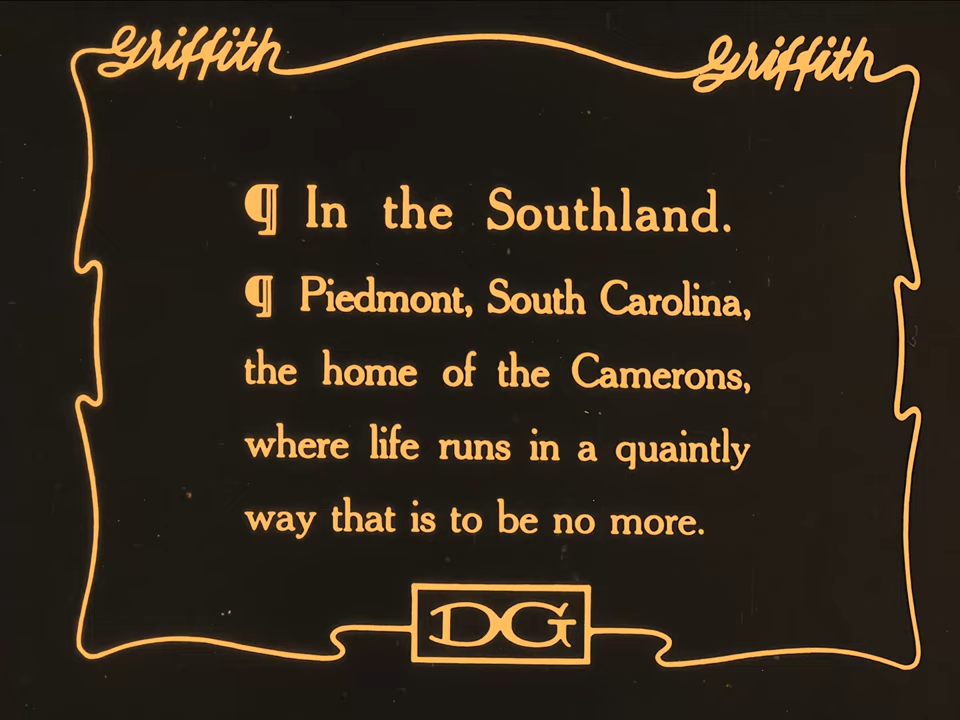 Griffith Griffith
¶ In the Southland.
¶ Piedmont, South Carolina,
the home of the Camerons,
where life runs in a quaintly
way that is to be no more.
DG